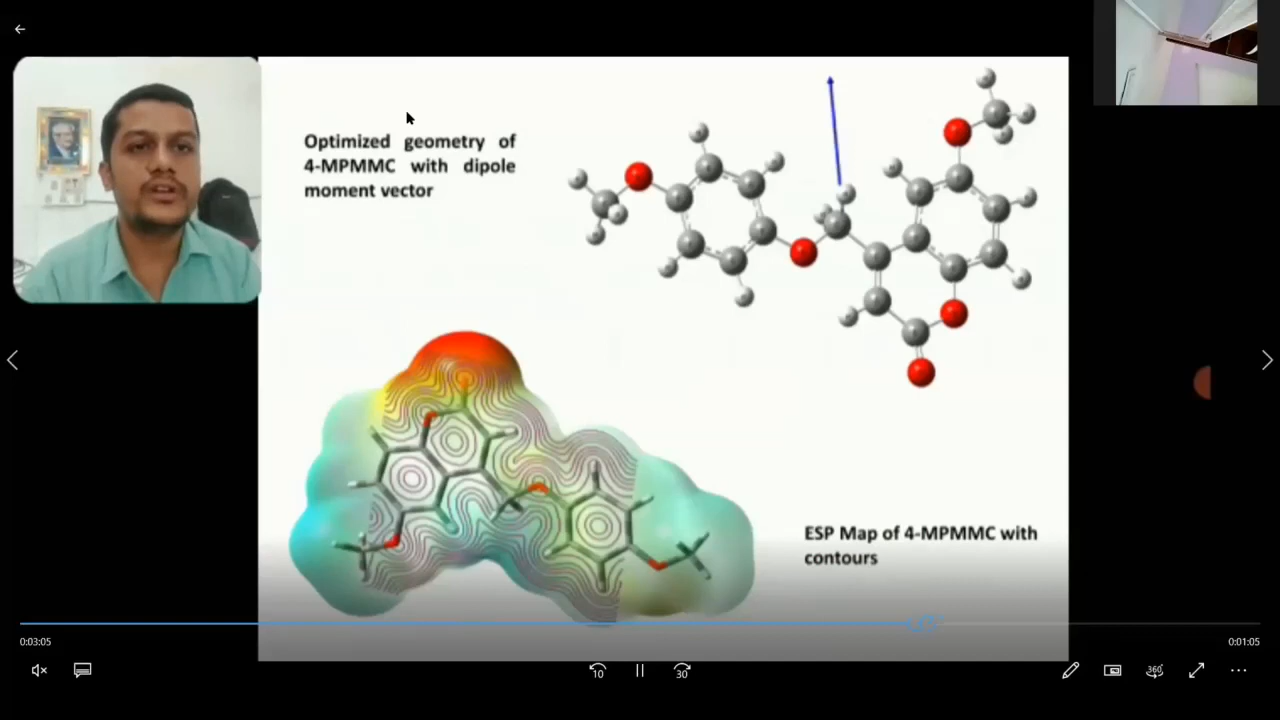 Optimized geometry of
4-MPMMC with dipole
moment vector
ESP Map of 4-MPMMC with
contours
0:03:05
0:01:05
10
30
360